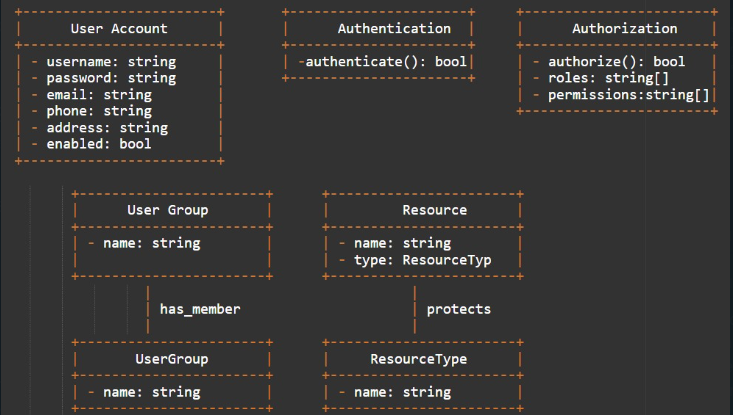 User Account Authentication Authorization
- username: string -authenticate(): bool - authorize(): bool
- password: string - roles: string[]
- email: string - permissions:string[]
- phone: string
- address: string
- enabled: bool
User Group Resource
- name: string - name: string
- type: ResourceTyp
has_member protects
UserGroup ResourceType
- name: string - name: string